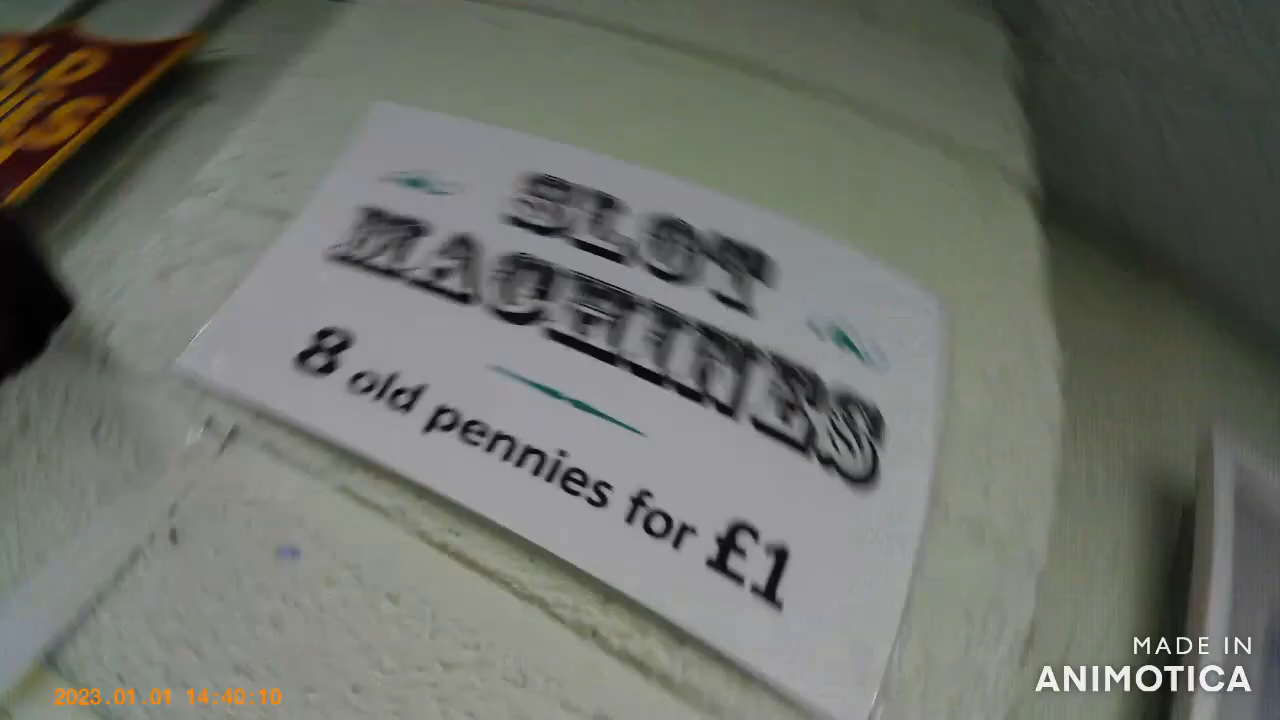 SLOT
MACHINES
8 old pennies for £1
2023.01.01 14:40:10
MADE IN
ANIMOTICA